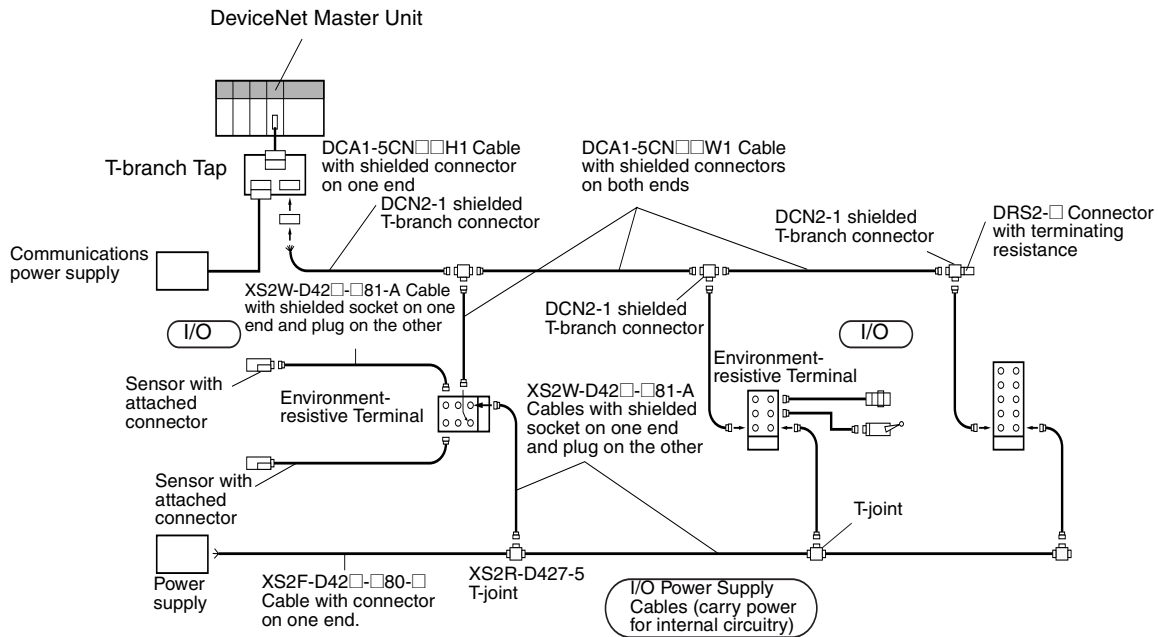 DeviceNet Master Unit
T-branch Tap
DCA1-5CN□□H1 Cable
with shielded connector
on one end
DCA1-5CN□□W1 Cable
with shielded connectors
on both ends
DCN2-1 shielded
T-branch connector
DCN2-1 shielded
T-branch connector
DRS2-□ Connector
with terminating
resistance
Communications
power supply
XS2W-D42□-□81-A Cable
with shielded socket on one
end and plug on the other
DCN2-1 shielded
T-branch connector
I/O
I/O
Sensor with
attached
connector
Environment-
resistive Terminal
XS2W-D42□-□81-A
Cables with shielded
socket on one end
and plug on the other
Environment-
resistive Terminal
Sensor with
attached
connector
T-joint
Power
supply
XS2F-D42□-□80-□
Cable with connector
on one end.
XS2R-D427-5
T-joint
I/O Power Supply
Cables (carry power
for internal circuitry)